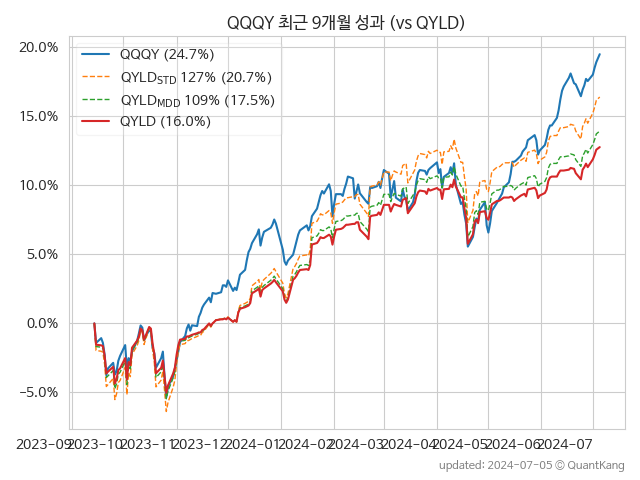 QQQY 최근 9개월 성과 (vs QYLD)
20.0%
15.0%
10.0%
5.0%
0.0%
−5.0%
QQQY (24.7%)
QYLD_STD 127% (20.7%)
QYLD_MDD 109% (17.5%)
QYLD (16.0%)
2023-09 2023-10 2023-11 2023-12 2024-01 2024-02 2024-03 2024-04 2024-05 2024-06 2024-07
updated: 2024-07-05 © QuantKang